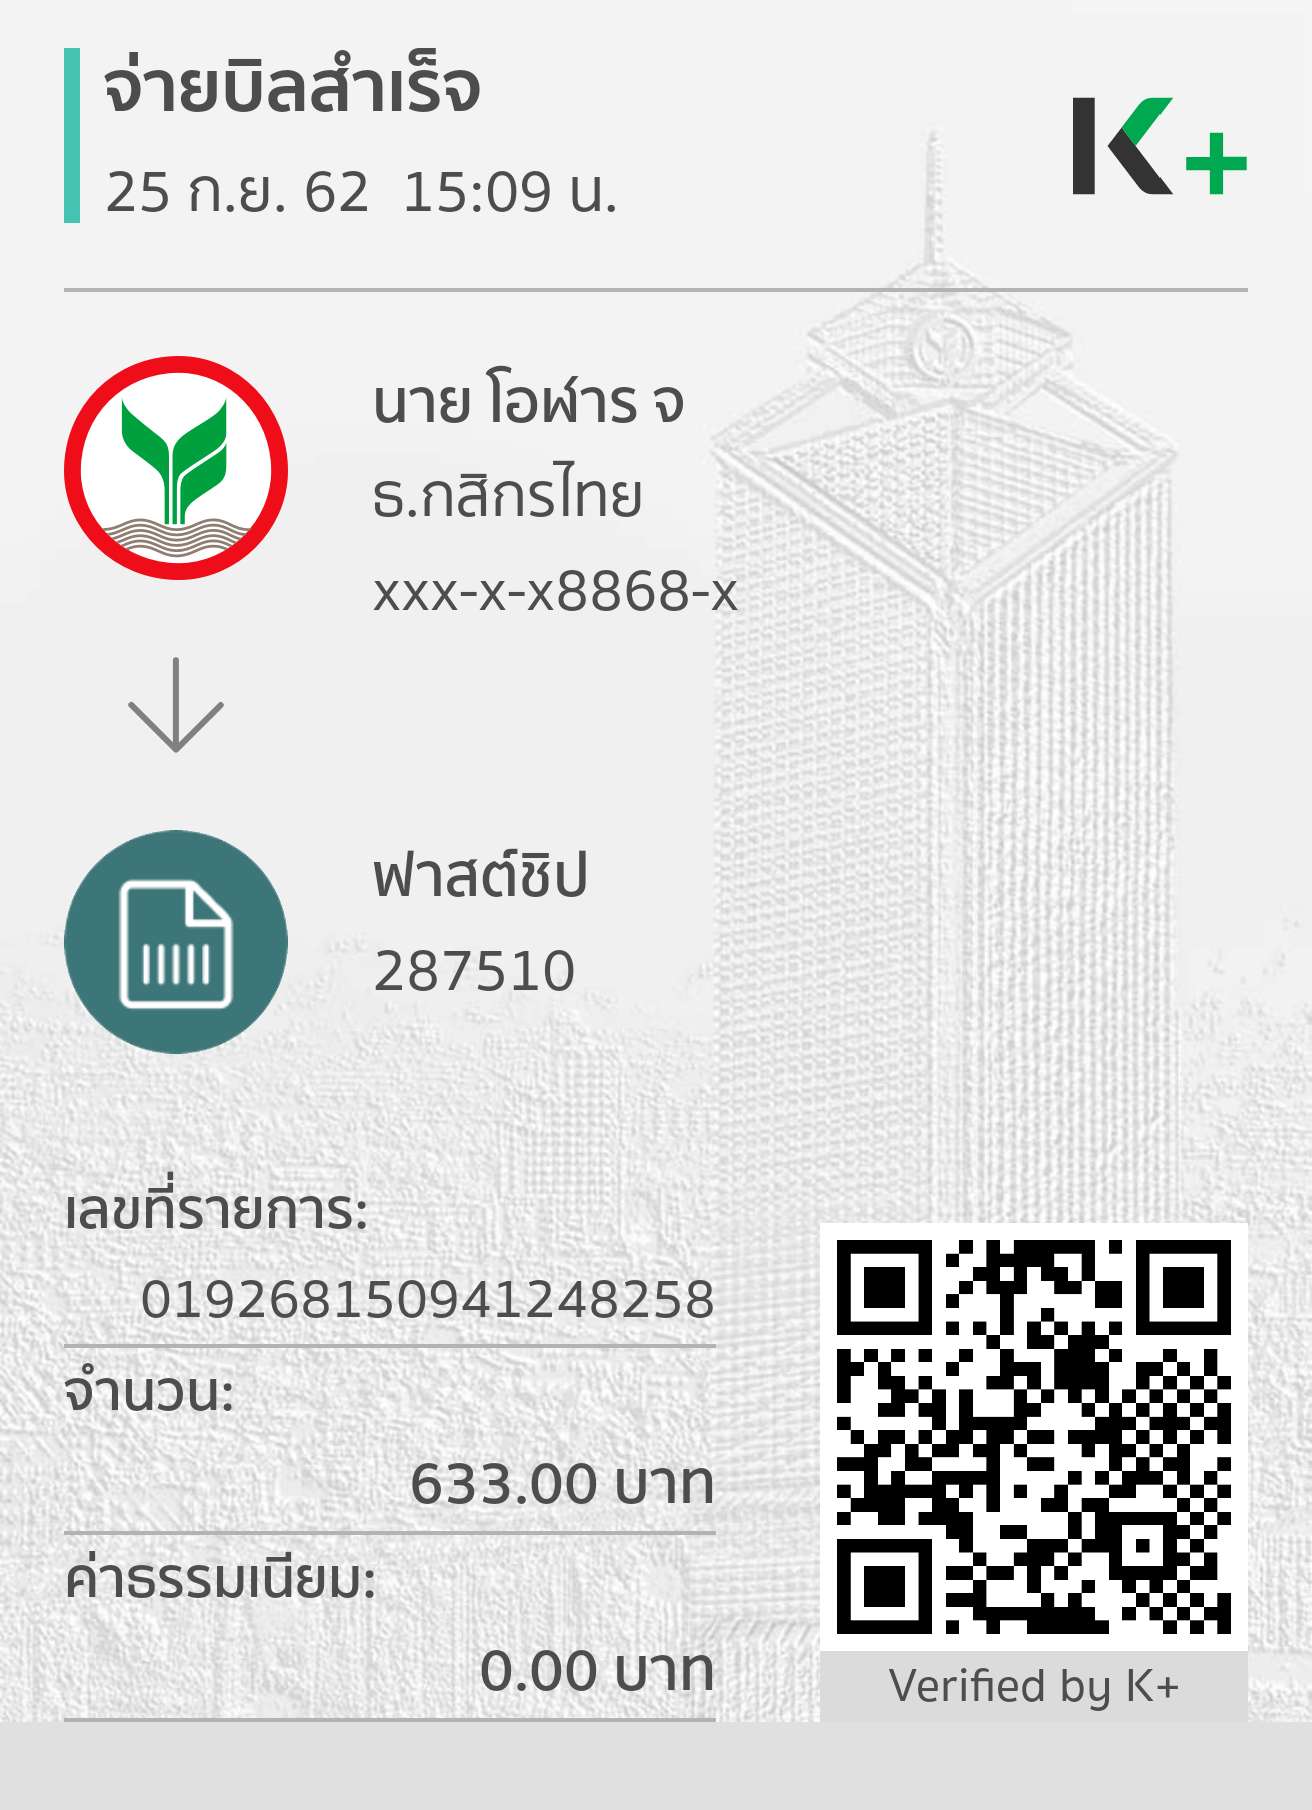 จ่ายบิลสำเร็จ
25 ก.ย. 62 15:09 น.
K+
นาย โอฬาร จ
ธ.กสิกรไทย
xxx-x-x8868-x
ฟาสต์ชิป
287510
เลขที่รายการ:
019268150941248258
จำนวน:
633.00 บาท
ค่าธรรมเนียม:
0.00 บาท
Verified by K+